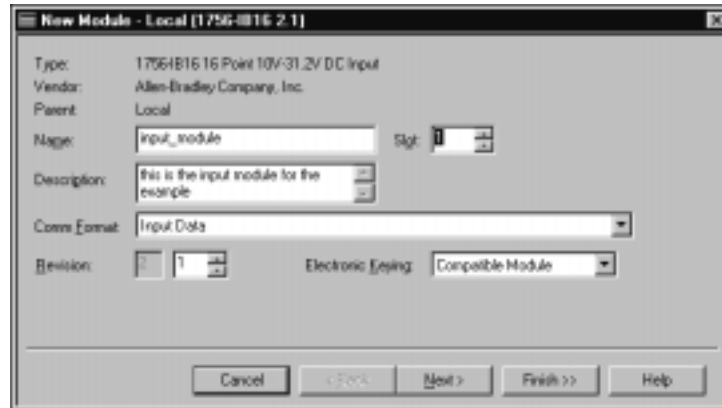 New Module - Local (1756-IB16 2.1)
Type: 1756-IB16 16 Point 10V-31.2V DC Input
Vendor: Allen-Bradley Company, Inc.
Parent: Local
Name: input_module Slot: 1
Description: this is the input module for the
example
Comm Format: Input Data
Revision: 2 1 Electronic Keying: Compatible Module
Cancel < Back Next > Finish >> Help